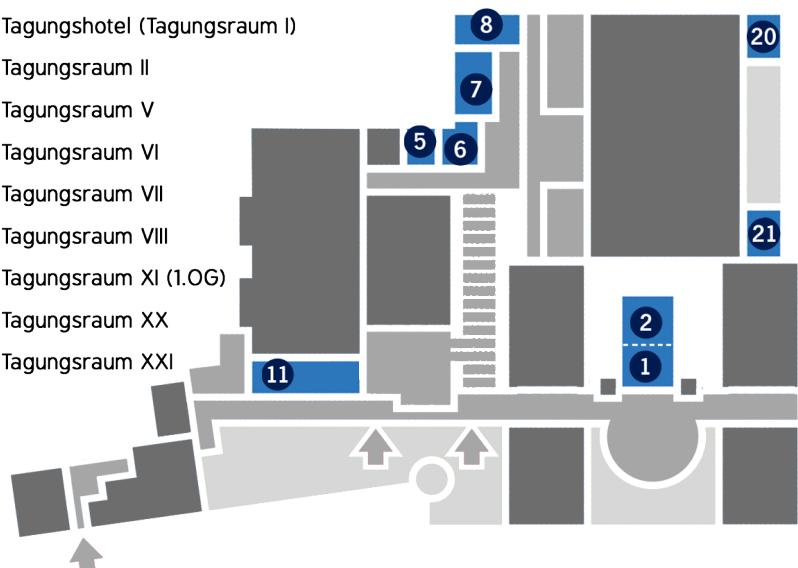 Tagungshotel (Tagungsraum I)
Tagungsraum II
Tagungsraum V
Tagungsraum VI
Tagungsraum VII
Tagungsraum VIII
Tagungsraum XI (1.OG)
Tagungsraum XX
Tagungsraum XXI
8
20
7
5
6
21
2
1
11